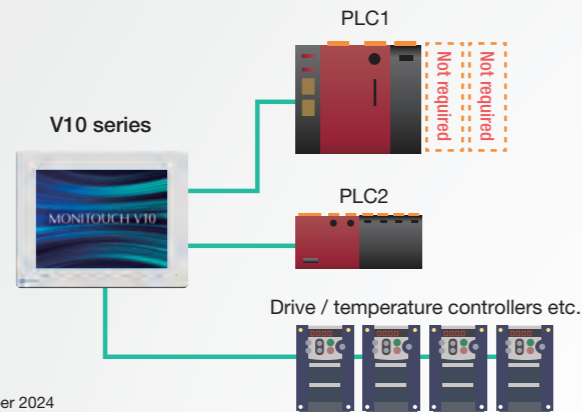 PLC1
Not required
Not required
V10 series
MONITOUCH V10
PLC2
Drive / temperature controllers etc.
er 2024